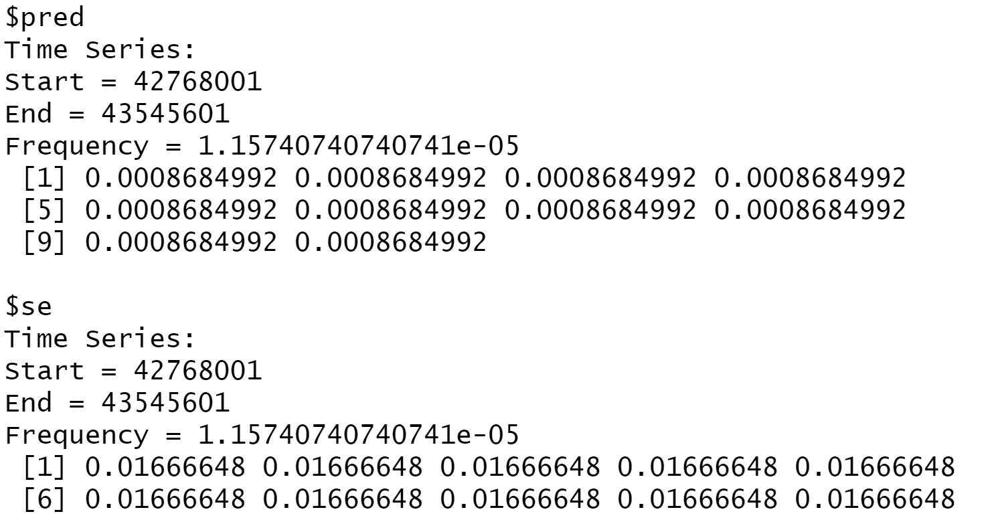 $pred
Time Series:
Start = 42768001
End = 43545601
Frequency = 1.15740740740741e-05
[1] 0.0008684992 0.0008684992 0.0008684992 0.0008684992
[5] 0.0008684992 0.0008684992 0.0008684992 0.0008684992
[9] 0.0008684992 0.0008684992
$se
Time Series:
Start = 42768001
End = 43545601
Frequency = 1.15740740740741e-05
[1] 0.01666648 0.01666648 0.01666648 0.01666648 0.01666648
[6] 0.01666648 0.01666648 0.01666648 0.01666648 0.01666648